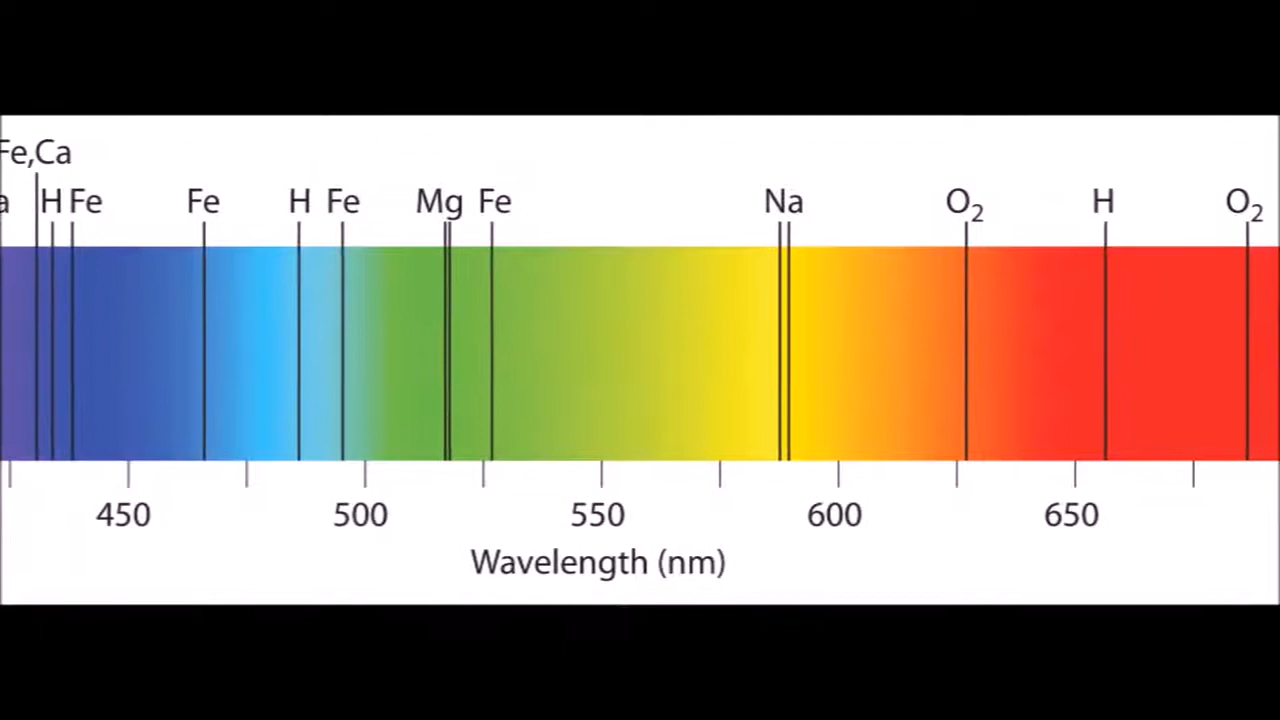 Fe,Ca
a H Fe Fe H Fe Mg Fe Na O₂ H O₂
450 500 550 600 650
Wavelength (nm)